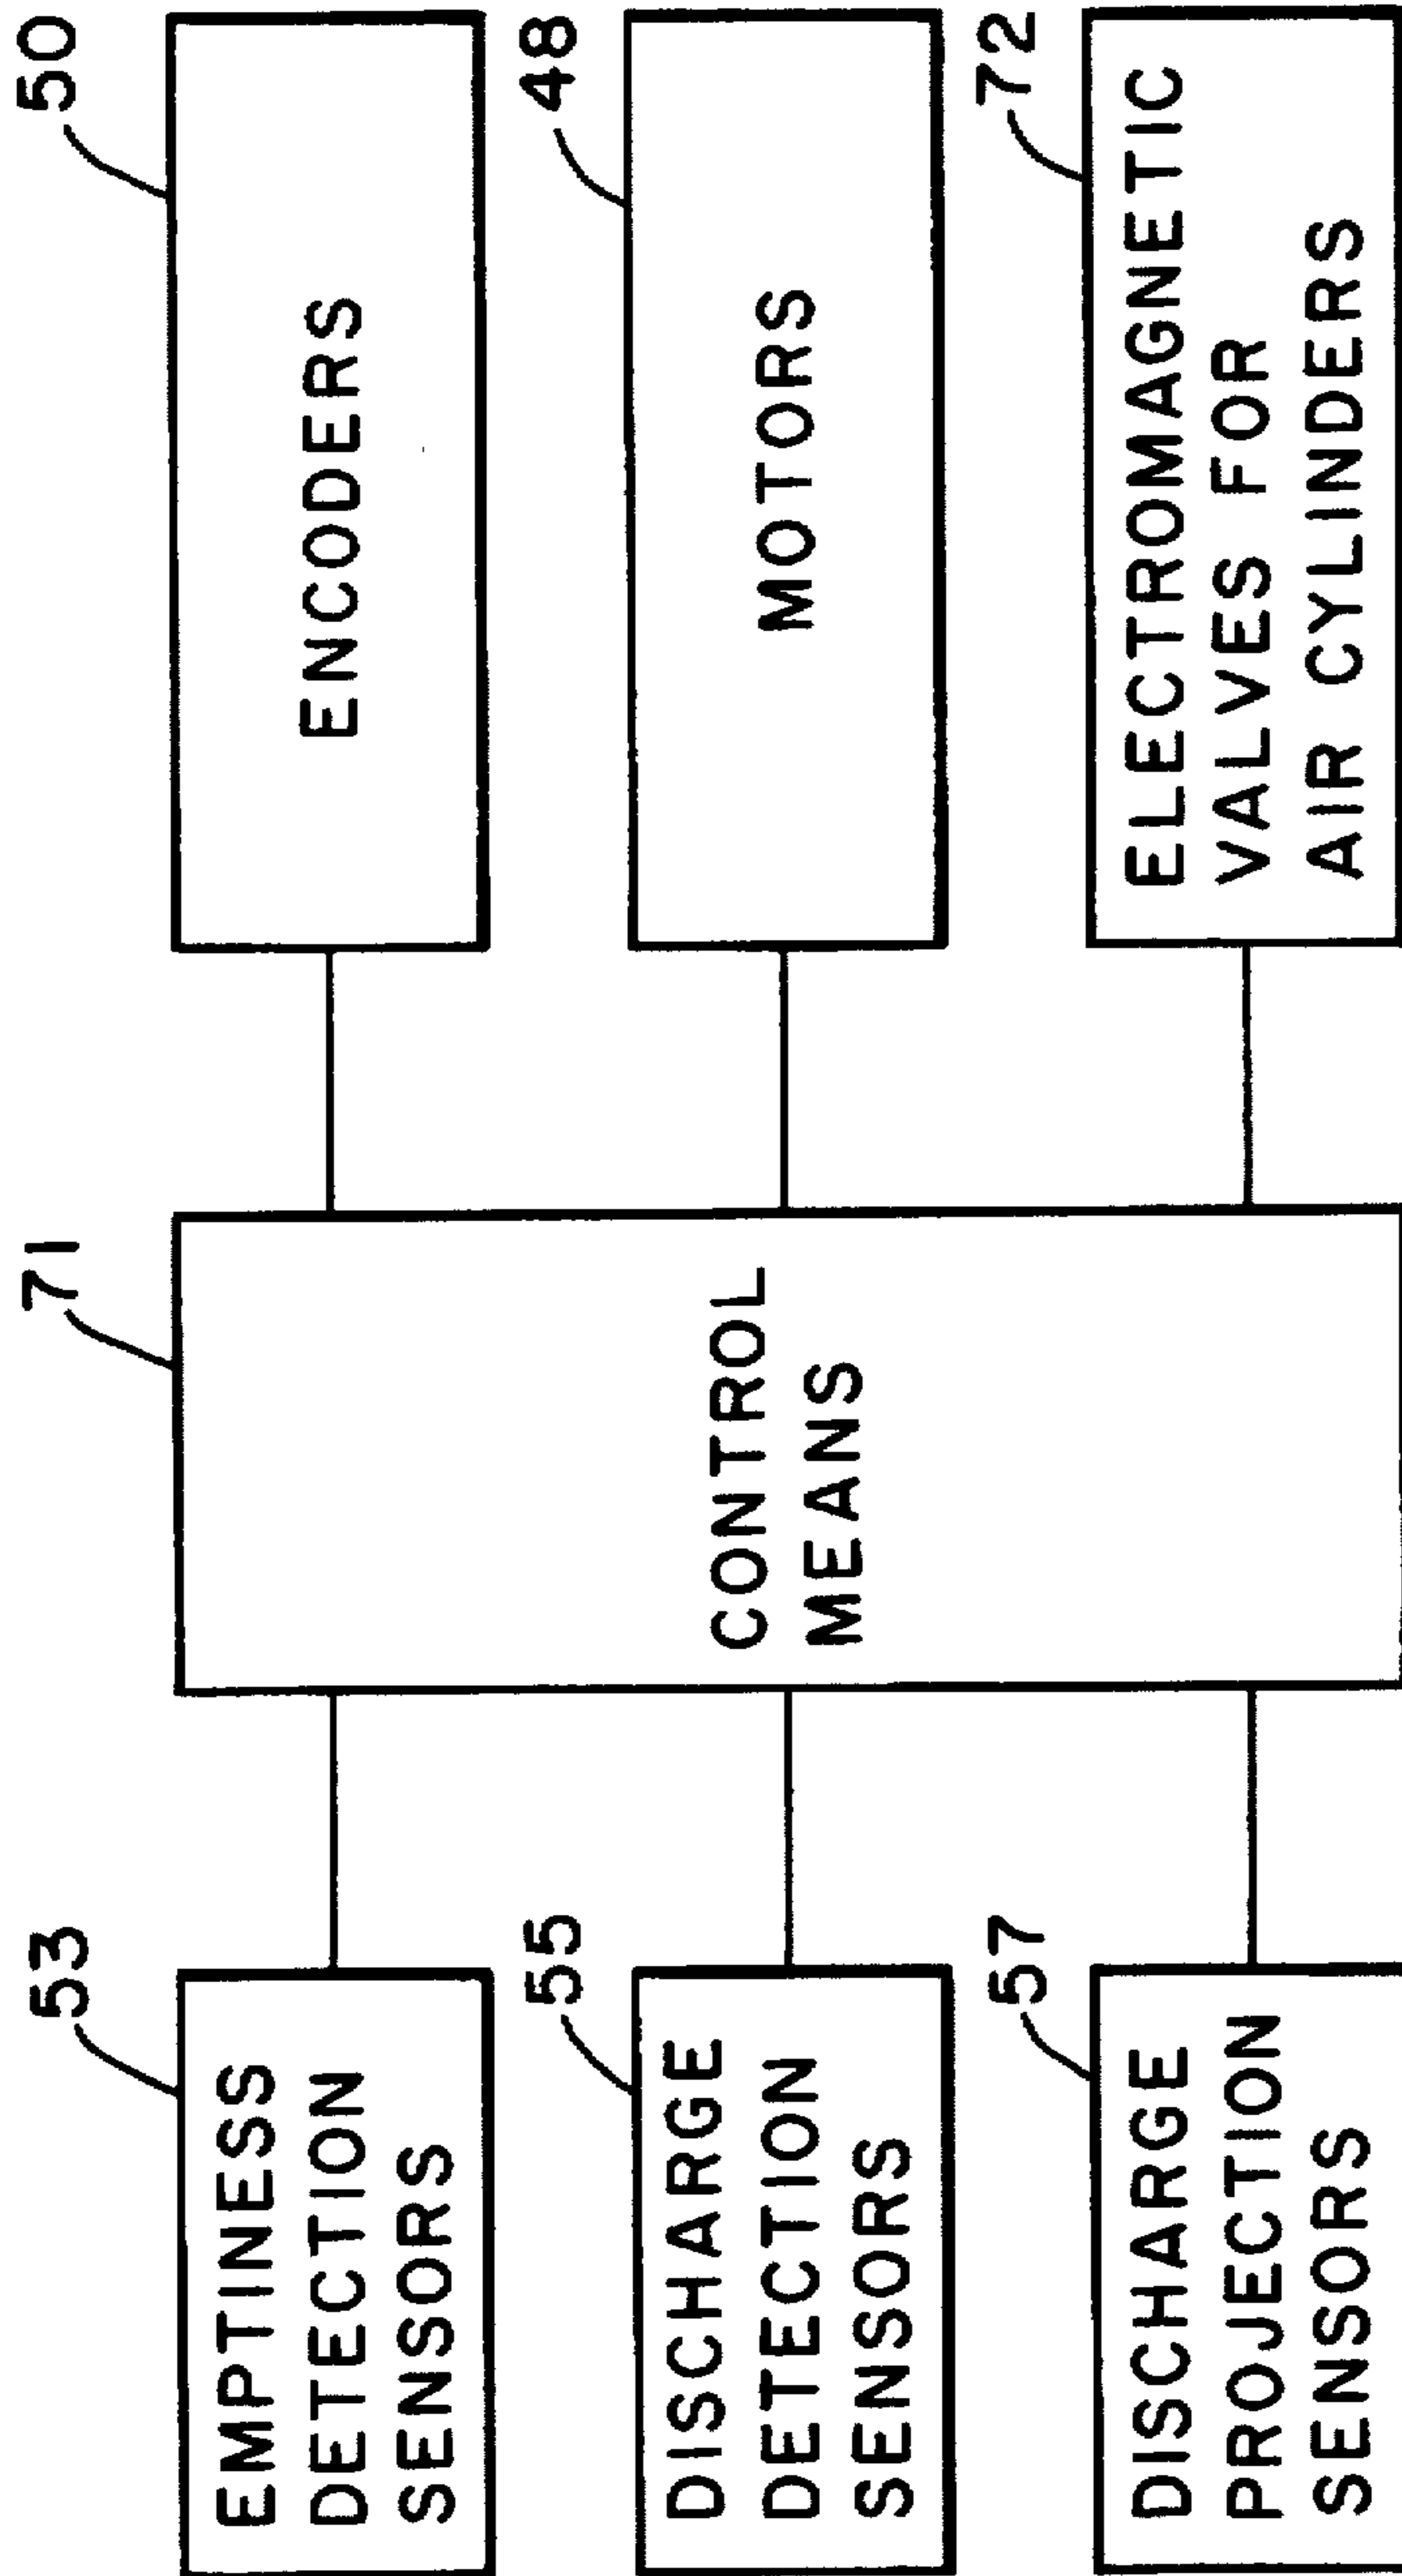 53
EMPTINESS
DETECTION
SENSORS
55
DISCHARGE
DETECTION
SENSORS
57
DISCHARGE
PROJECTION
SENSORS
71
CONTROL
MEANS
50
ENCODERS
48
MOTORS
72
ELECTROMAGNETIC
VALVES FOR
AIR CYLINDERS